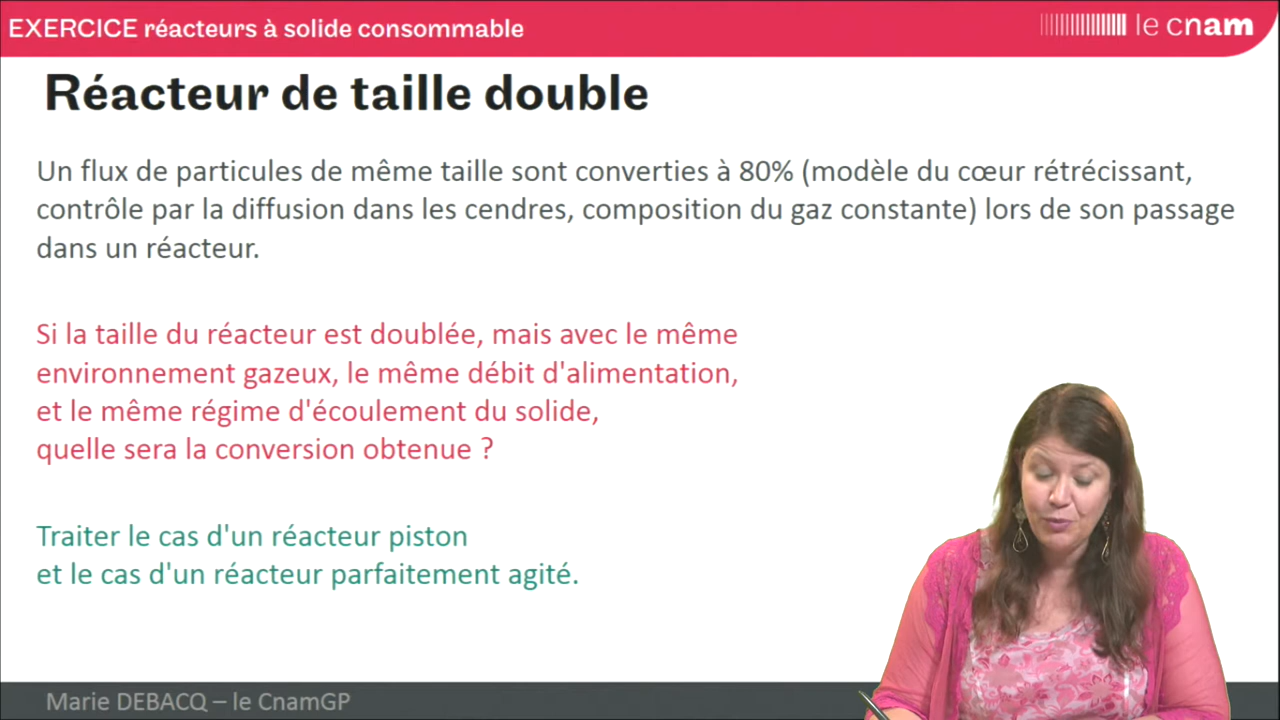 EXERCICE réacteurs à solide consommable
le cnam
Réacteur de taille double
Un flux de particules de même taille sont converties à 80% (modèle du cœur rétrécissant,
contrôle par la diffusion dans les cendres, composition du gaz constante) lors de son passage
dans un réacteur.
Si la taille du réacteur est doublée, mais avec le même
environnement gazeux, le même débit d'alimentation,
et le même régime d'écoulement du solide,
quelle sera la conversion obtenue ?
Traiter le cas d'un réacteur piston
et le cas d'un réacteur parfaitement agité.
Marie DEBACQ – le CnamGP